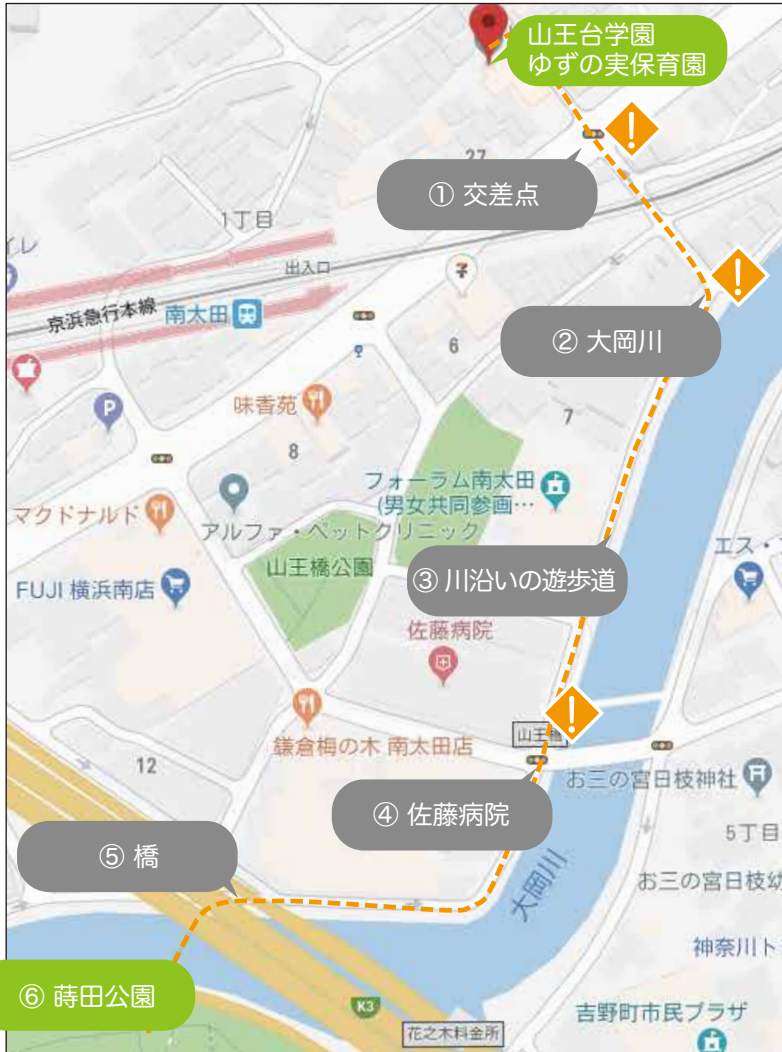 山王台学園
ゆずの実保育園
27
① 交差点
1丁目
イレ
出入口
京浜急行本線
南太田
② 大岡川
6
7
味香苑
P
8
フォーラム南太田
(男女共同参画…
マクドナルド
アルファ・ペットクリニック
エス・
山王橋公園
③ 川沿いの遊歩道
FUJI 横浜南店
佐藤病院
山王橋
鎌倉梅の木 南太田店
12
お三の宮日枝神社
④ 佐藤病院
5丁目
⑤ 橋
大岡川
お三の宮日枝幼
神奈川ト
⑥ 蒔田公園
K3
吉野町市民プラザ
花之木料金所